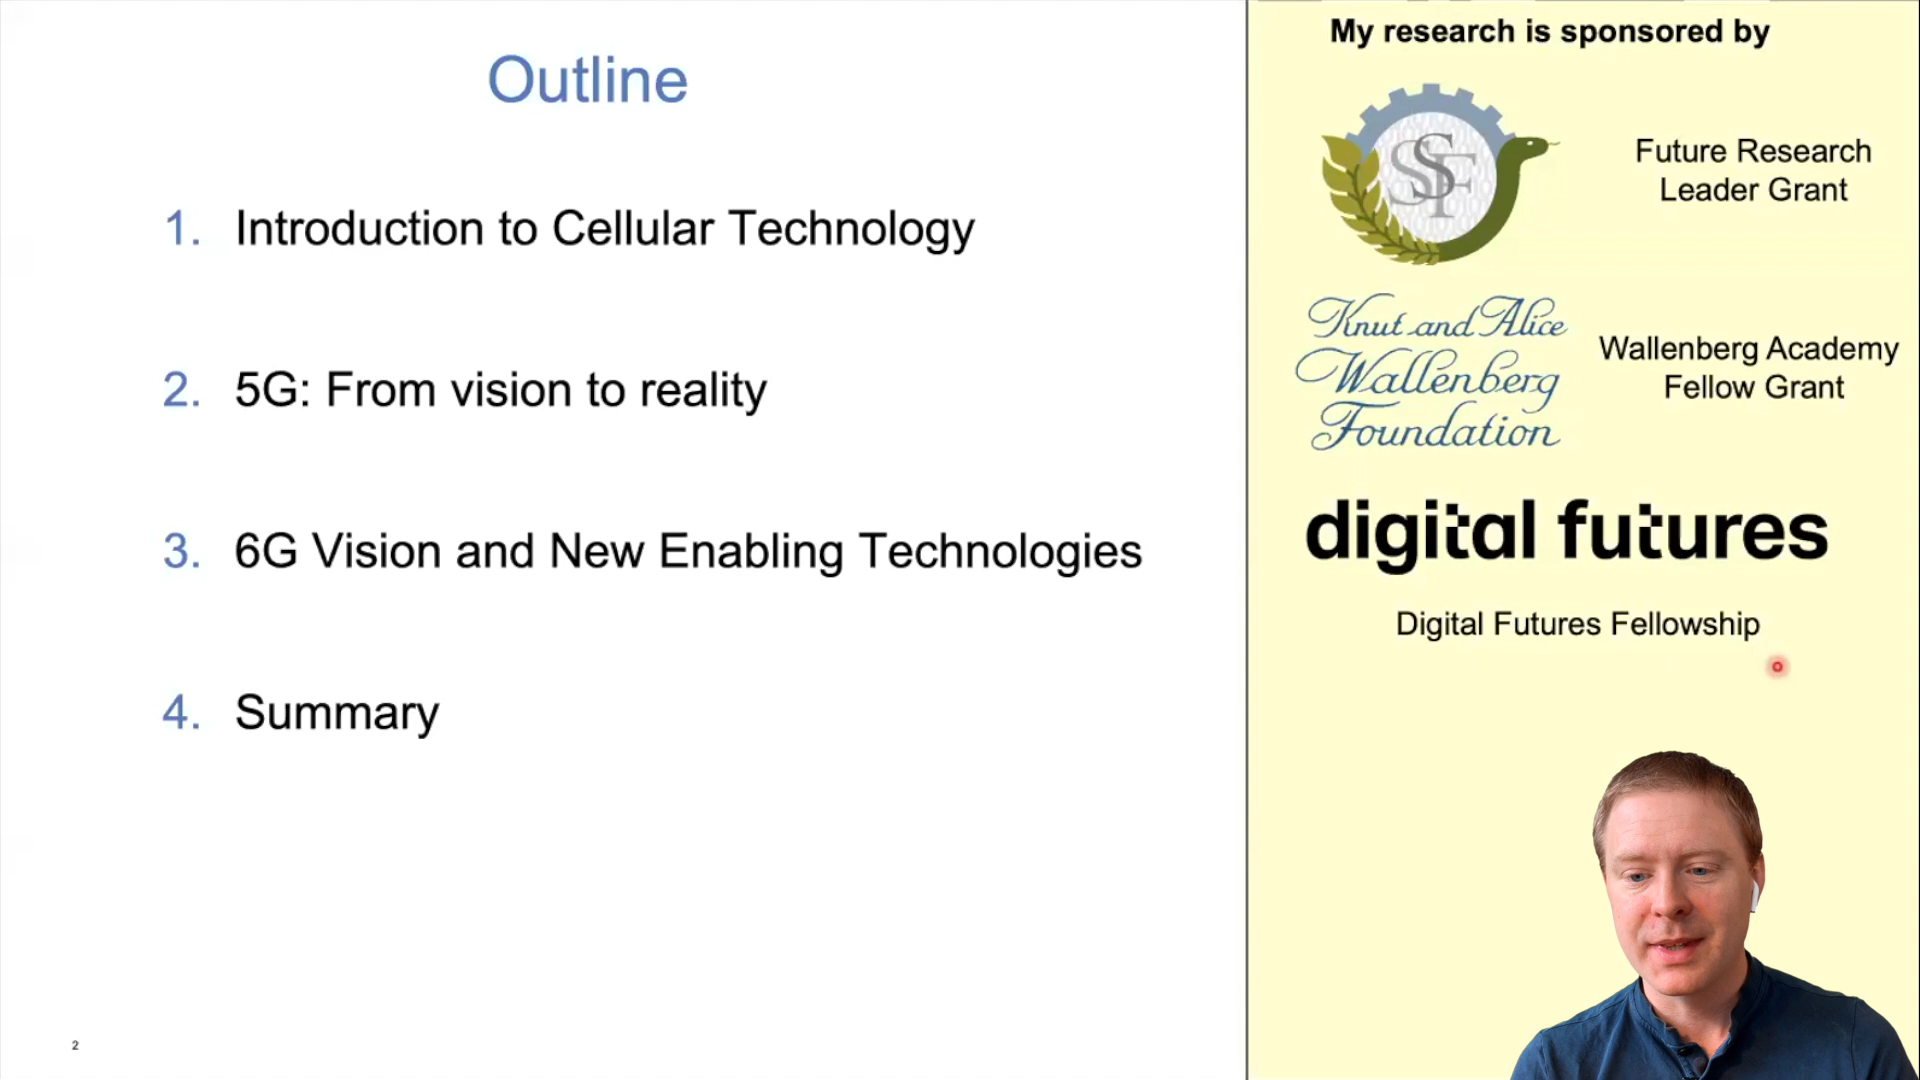 Outline
1. Introduction to Cellular Technology
2. 5G: From vision to reality
3. 6G Vision and New Enabling Technologies
4. Summary
2
My research is sponsored by
SSF
Future Research
Leader Grant
Knut and Alice
Wallenberg
Foundation
Wallenberg Academy
Fellow Grant
digital futures
Digital Futures Fellowship